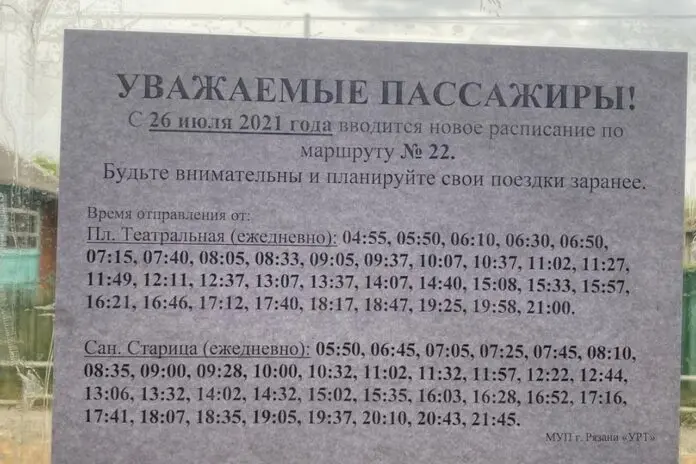 УВАЖАЕМЫЕ ПАССАЖИРЫ!
С 26 июля 2021 года вводится новое расписание по
маршруту № 22.
Будьте внимательны и планируйте свои поездки заранее.
Время отправления от:
Пл. Театральная (ежедневно): 04:55, 05:50, 06:10, 06:30, 06:50,
07:15, 07:40, 08:05, 08:33, 09:05, 09:37, 10:07, 10:37, 11:02, 11:27,
11:49, 12:11, 12:37, 13:07, 13:37, 14:07, 14:40, 15:08, 15:33, 15:57,
16:21, 16:46, 17:12, 17:40, 18:17, 18:47, 19:25, 19:58, 21:00.
Сан. Старица (ежедневно): 05:50, 06:45, 07:05, 07:25, 07:45, 08:10,
08:35, 09:00, 09:28, 10:00, 10:32, 11:02, 11:32, 11:57, 12:22, 12:44,
13:06, 13:32, 14:02, 14:32, 15:02, 15:35, 16:03, 16:28, 16:52, 17:16,
17:41, 18:07, 18:35, 19:05, 19:37, 20:10, 20:43, 21:45.
МУП г. Рязани «УРТ»